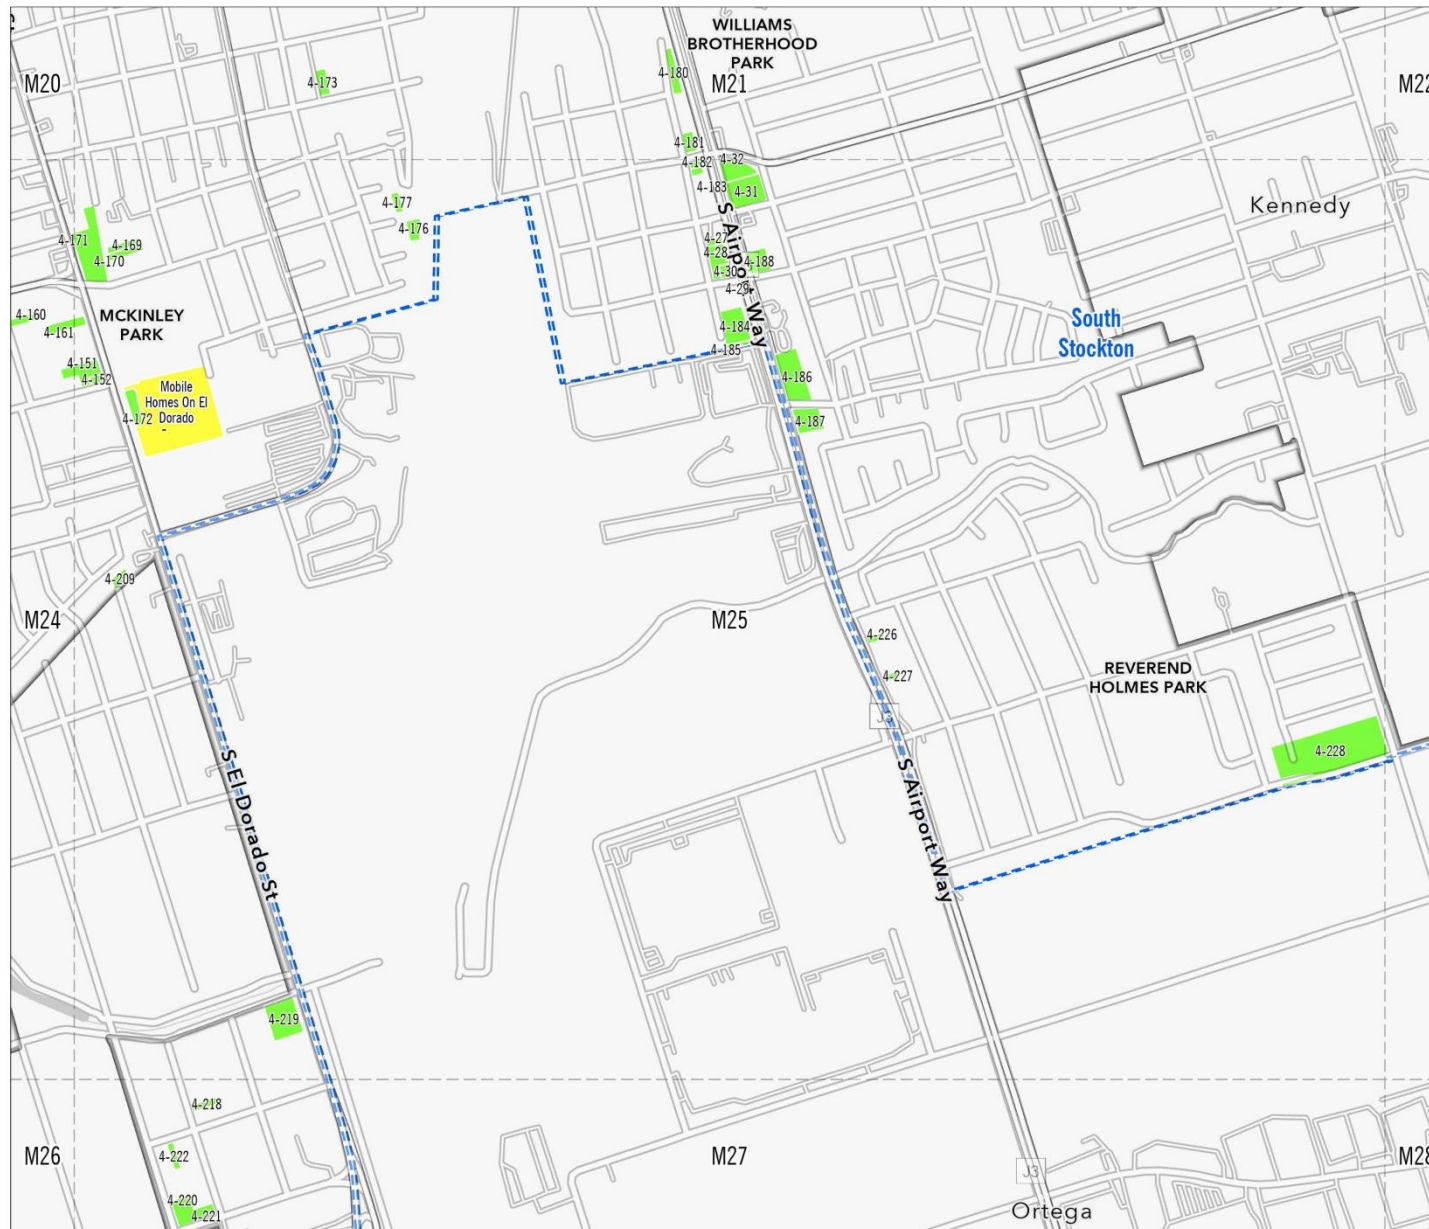 WILLIAMS
BROTHERHOOD
PARK
M20
4-173
4-180
M21
M22
4-181
4-182
4-32
4-183
4-31
4-177
4-176
Kennedy
4-171
4-169
4-170
4-27
4-28
4-188
4-30
4-29
S Airport Way
4-160
4-161
MCKINLEY
PARK
4-184
4-185
South
Stockton
4-151
4-152
4-186
Mobile
Homes On El
Dorado
4-172
4-187
4-209
M24
M25
4-226
4-227
REVEREND
HOLMES PARK
J3
4-228
S El Dorado St
S Airport Way
4-219
4-218
M26
4-222
M27
M28
J3
4-220
4-221
Ortega